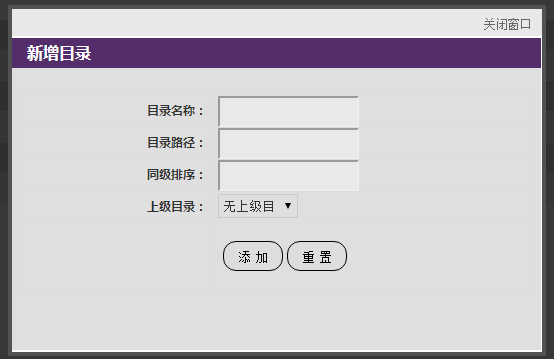 关闭窗口
新增目录
目录名称：
目录路径：
同级排序：
上级目录： 无上级目
添 加 重 置